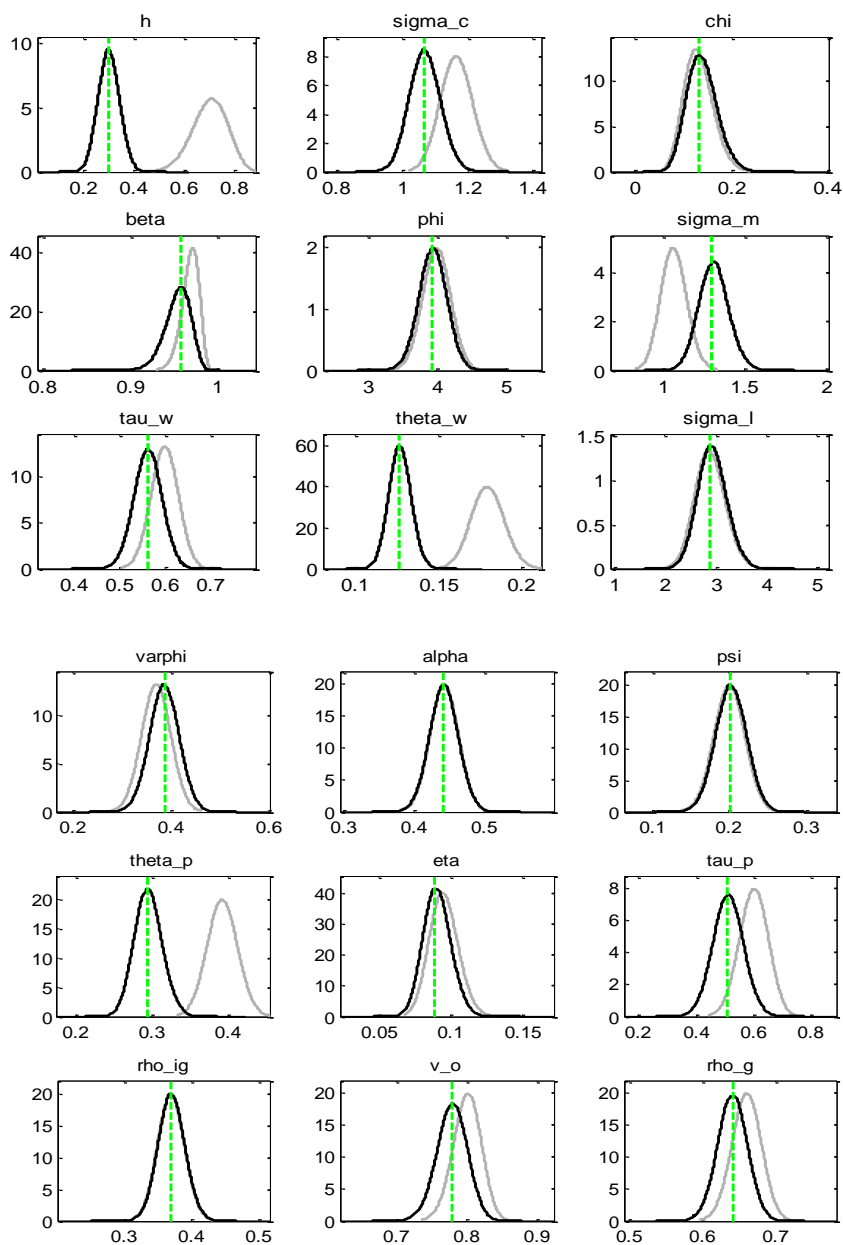 h sigma_c chi
10 5 0 0.2 0.4 0.6 0.8
8 6 4 2 0 0.8 1 1.2 1.4
10 5 0 0 0.2 0.4
beta phi sigma_m
40 20 0 0.8 0.9 1
2 1 0 3 4 5
4 2 0 1 1.5 2
tau_w theta_w sigma_l
10 5 0 0.4 0.5 0.6 0.7
60 40 20 0 0.1 0.15 0.2
1.5 1 0.5 0 1 2 3 4 5
varphi alpha psi
10 5 0 0.2 0.4 0.6
20 15 10 5 0 0.3 0.4 0.5
20 15 10 5 0 0.1 0.2 0.3
theta_p eta tau_p
20 15 10 5 0 0.2 0.3 0.4
40 30 20 10 0 0.05 0.1 0.15
8 6 4 2 0 0.2 0.4 0.6 0.8
rho_ig v_o rho_g
20 15 10 5 0 0.3 0.4 0.5
20 15 10 5 0 0.7 0.8 0.9
20 15 10 5 0 0.5 0.6 0.7